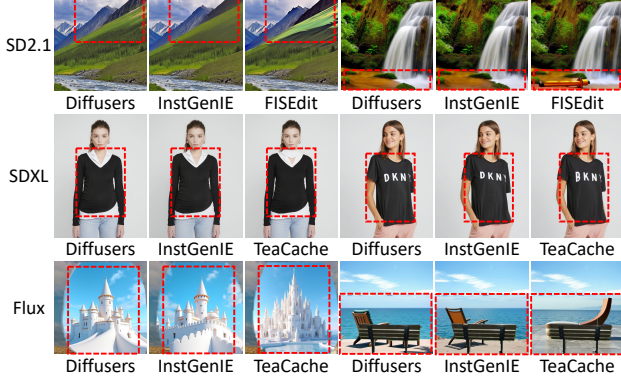 SD2.1
Diffusers InstGenIE FISEdit Diffusers InstGenIE FISEdit
SDXL
DKNY DKNY BKNY
Diffusers InstGenIE TeaCache Diffusers InstGenIE TeaCache
Flux
Diffusers InstGenIE TeaCache Diffusers InstGenIE TeaCache